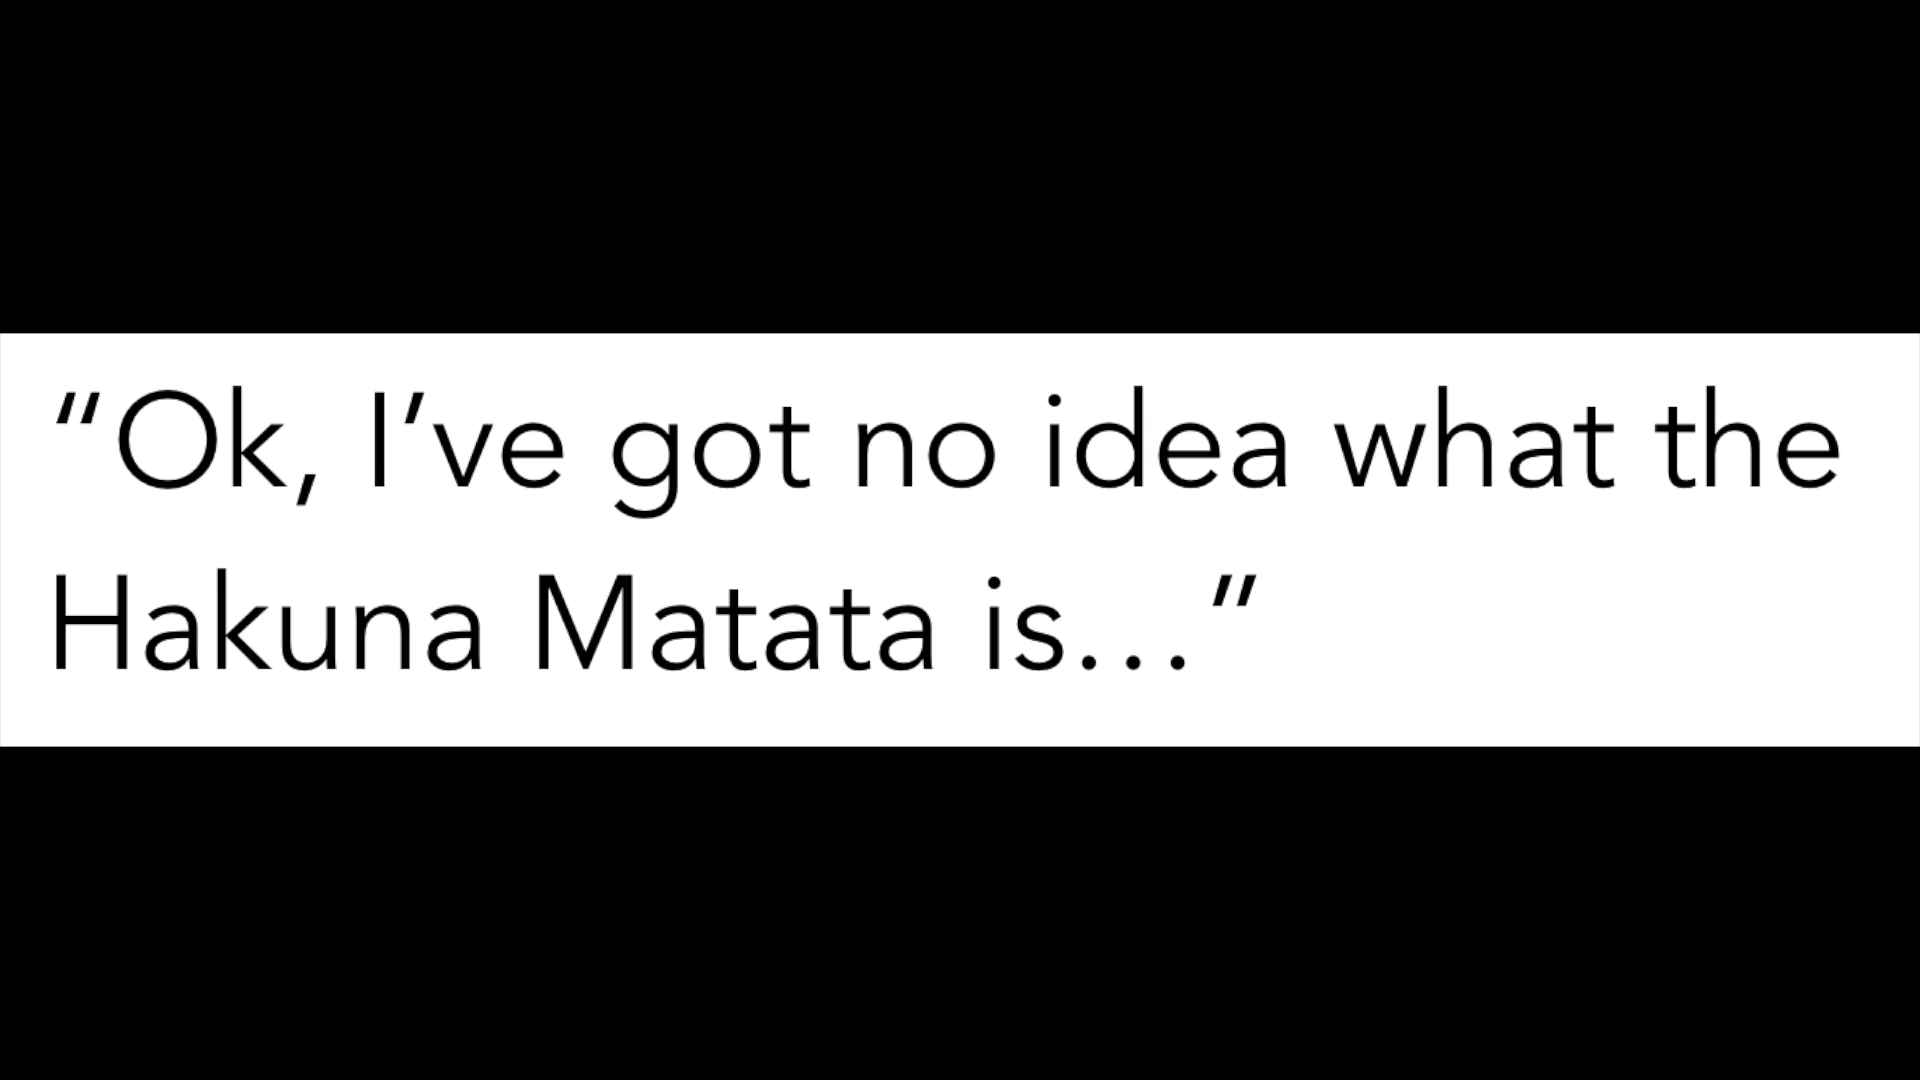 “Ok, I’ve got no idea what the
Hakuna Matata is…”